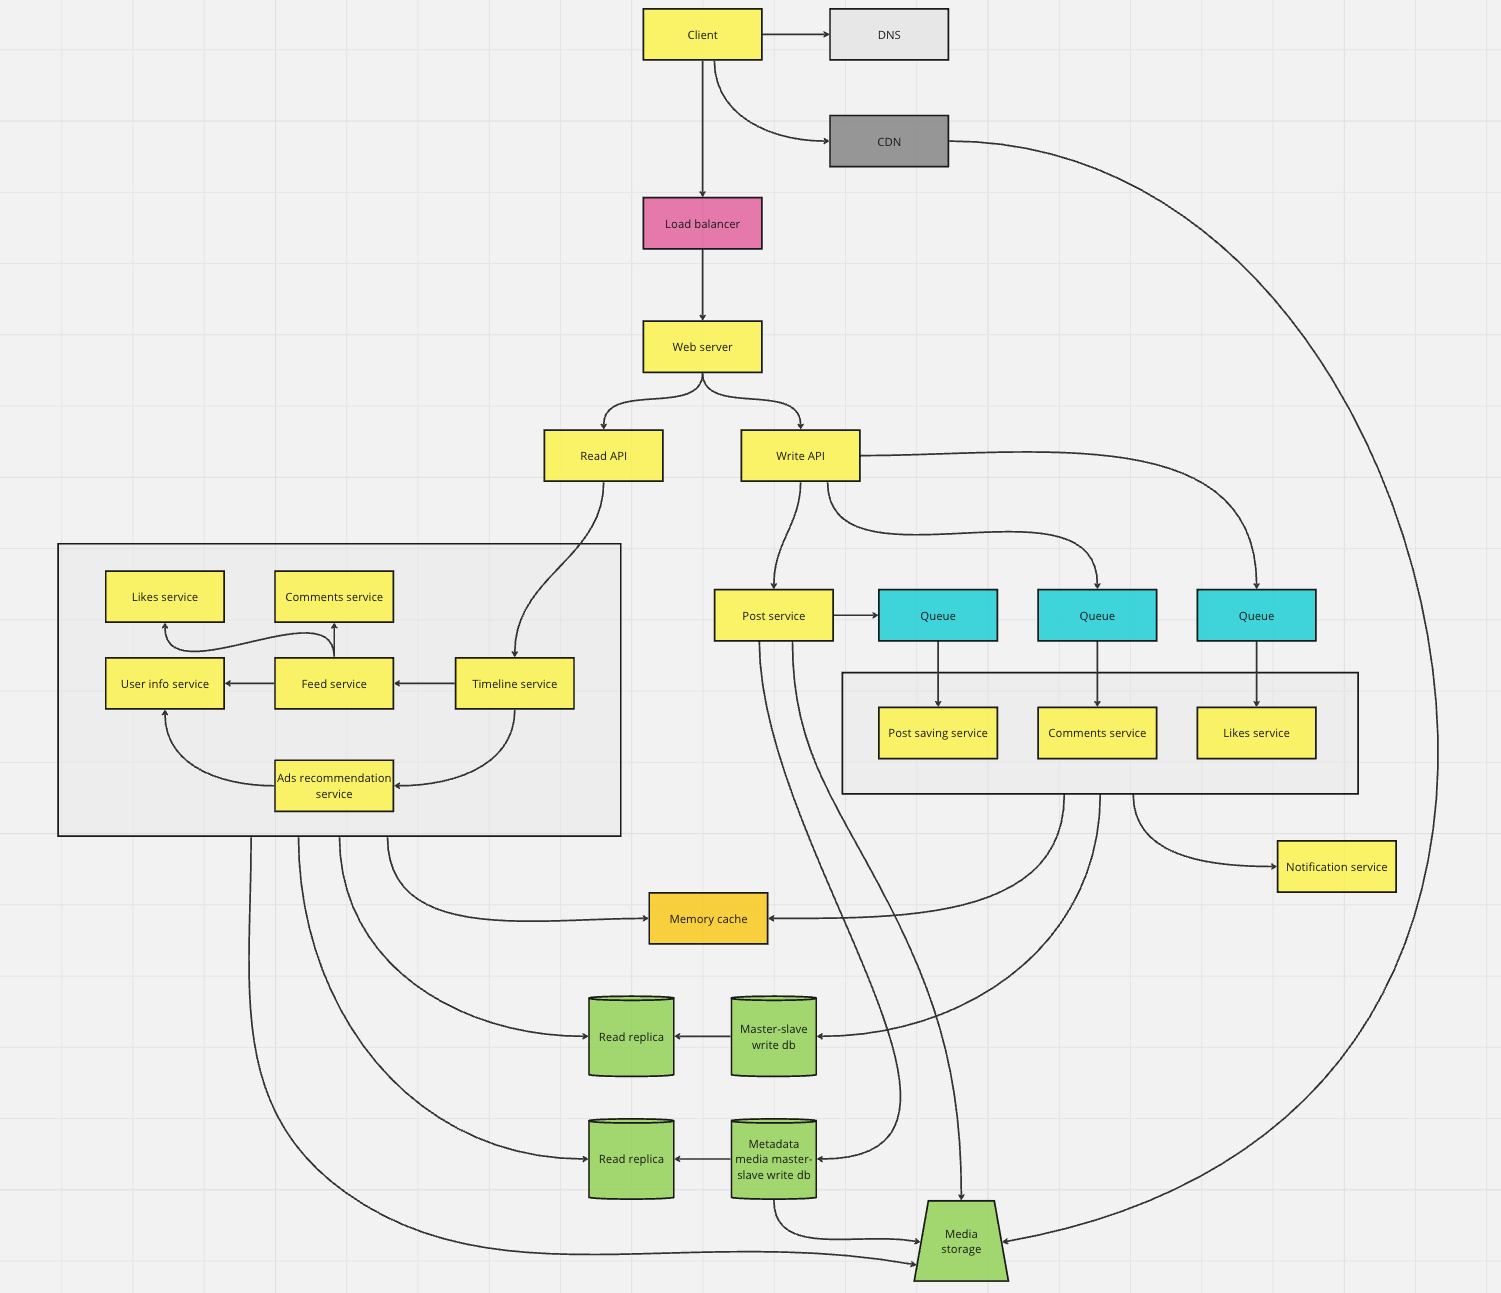 Client
DNS
CDN
Load balancer
Web server
Read API
Write API
Likes service
Comments service
Post service
Queue
Queue
Queue
User info service
Feed service
Timeline service
Post saving service
Comments service
Likes service
Ads recommendation
service
Notification service
Memory cache
Read replica
Master-slave
write db
Read replica
Metadata
media master-
slave write db
Media
storage